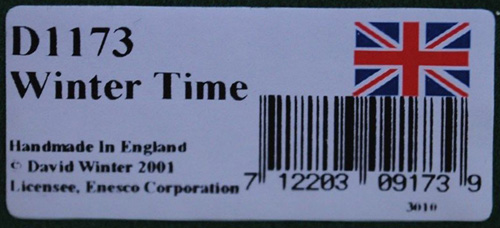 D1173
Winter Time
Handmade In England
© David Winter 2001
Licensee, Enesco Corporation
7 12203 09173 9
3010